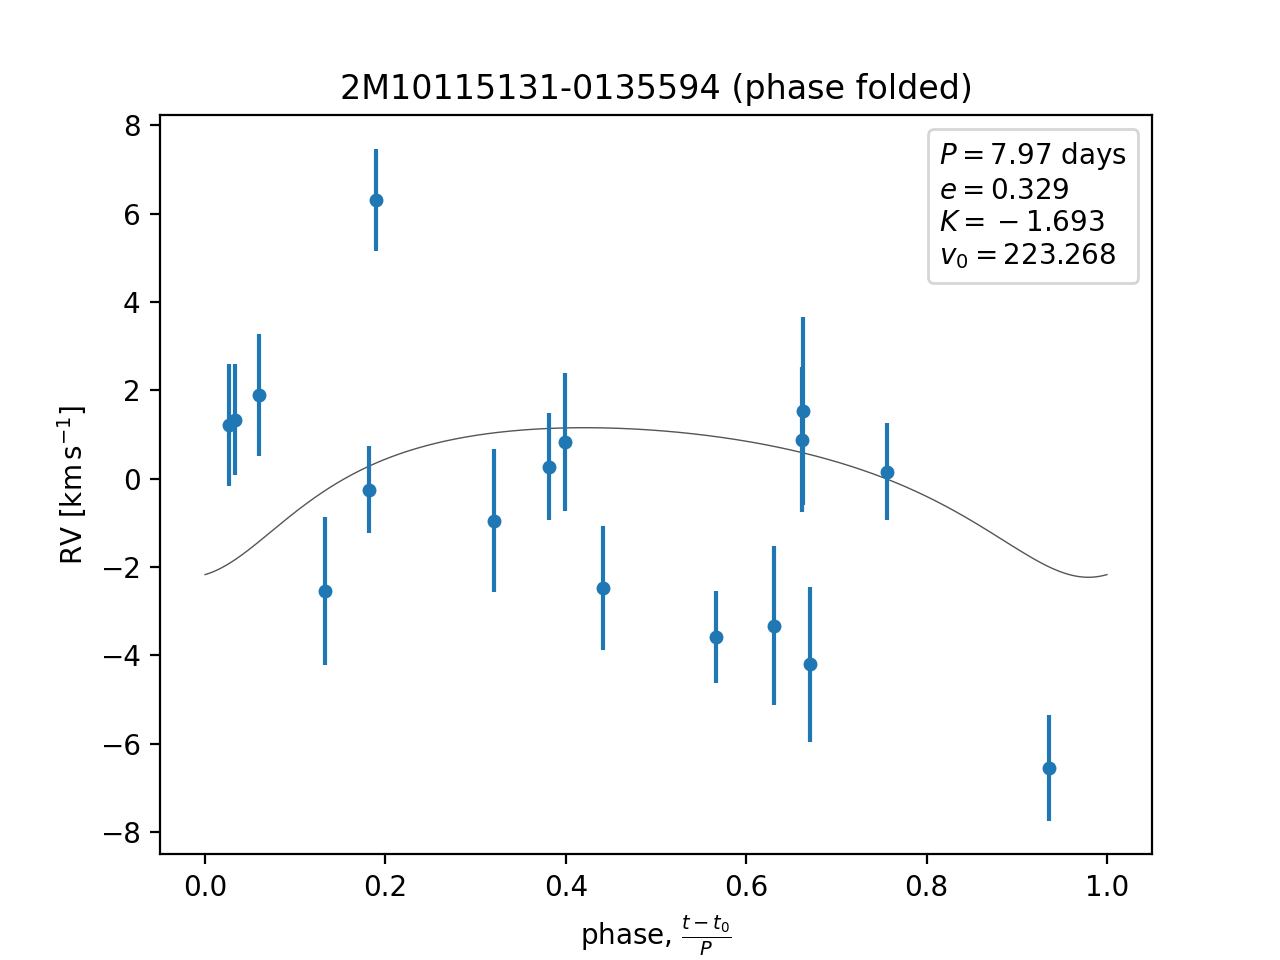 2M10115131-0135594 (phase folded)
P = 7.97 days
e = 0.329
K = −1.693
v₀ = 223.268
RV [km s⁻¹]
8
6
4
2
0
−2
−4
−6
−8
0.0 0.2 0.4 0.6 0.8 1.0
phase, (t − t₀)/P